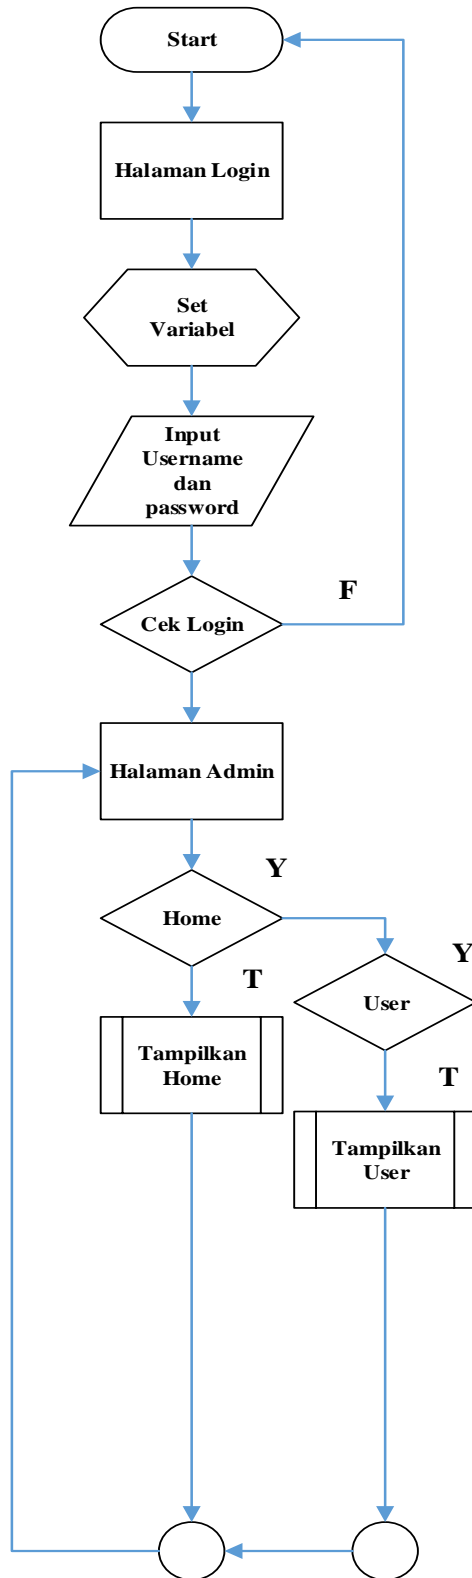 Start
Halaman Login
Set
Variabel
Input
Username
dan
password
Cek Login
F
Halaman Admin
Home
Y
T
User
Y
T
Tampilkan
Home
Tampilkan
User